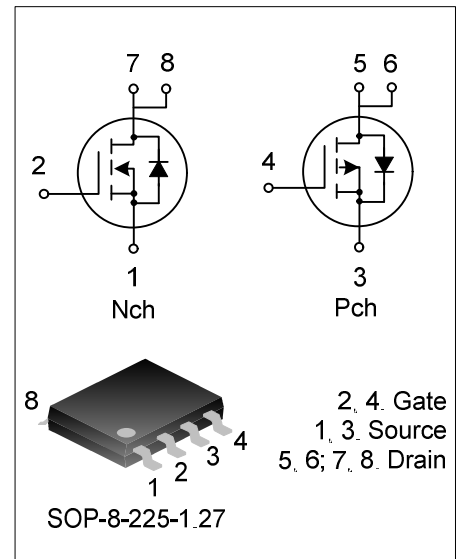 7 8
5 6
2
4
1
3
Nch
Pch
8
1
2
3
4
2, 4. Gate
1, 3. Source
5, 6; 7, 8. Drain
SOP-8-225-1.27